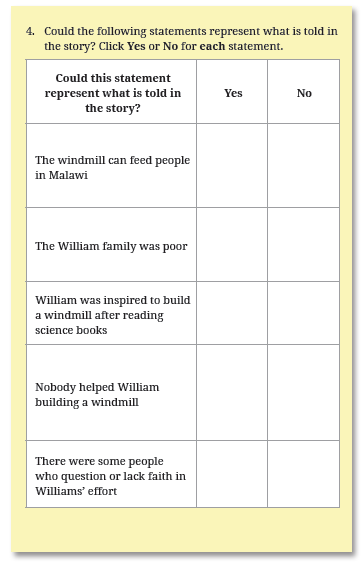 4. Could the following statements represent what is told in
the story? Click Yes or No for each statement.
Could this statement
represent what is told in
the story?
Yes
No
The windmill can feed people
in Malawi
The William family was poor
William was inspired to build
a windmill after reading
science books
Nobody helped William
building a windmill
There were some people
who question or lack faith in
Williams’ effort